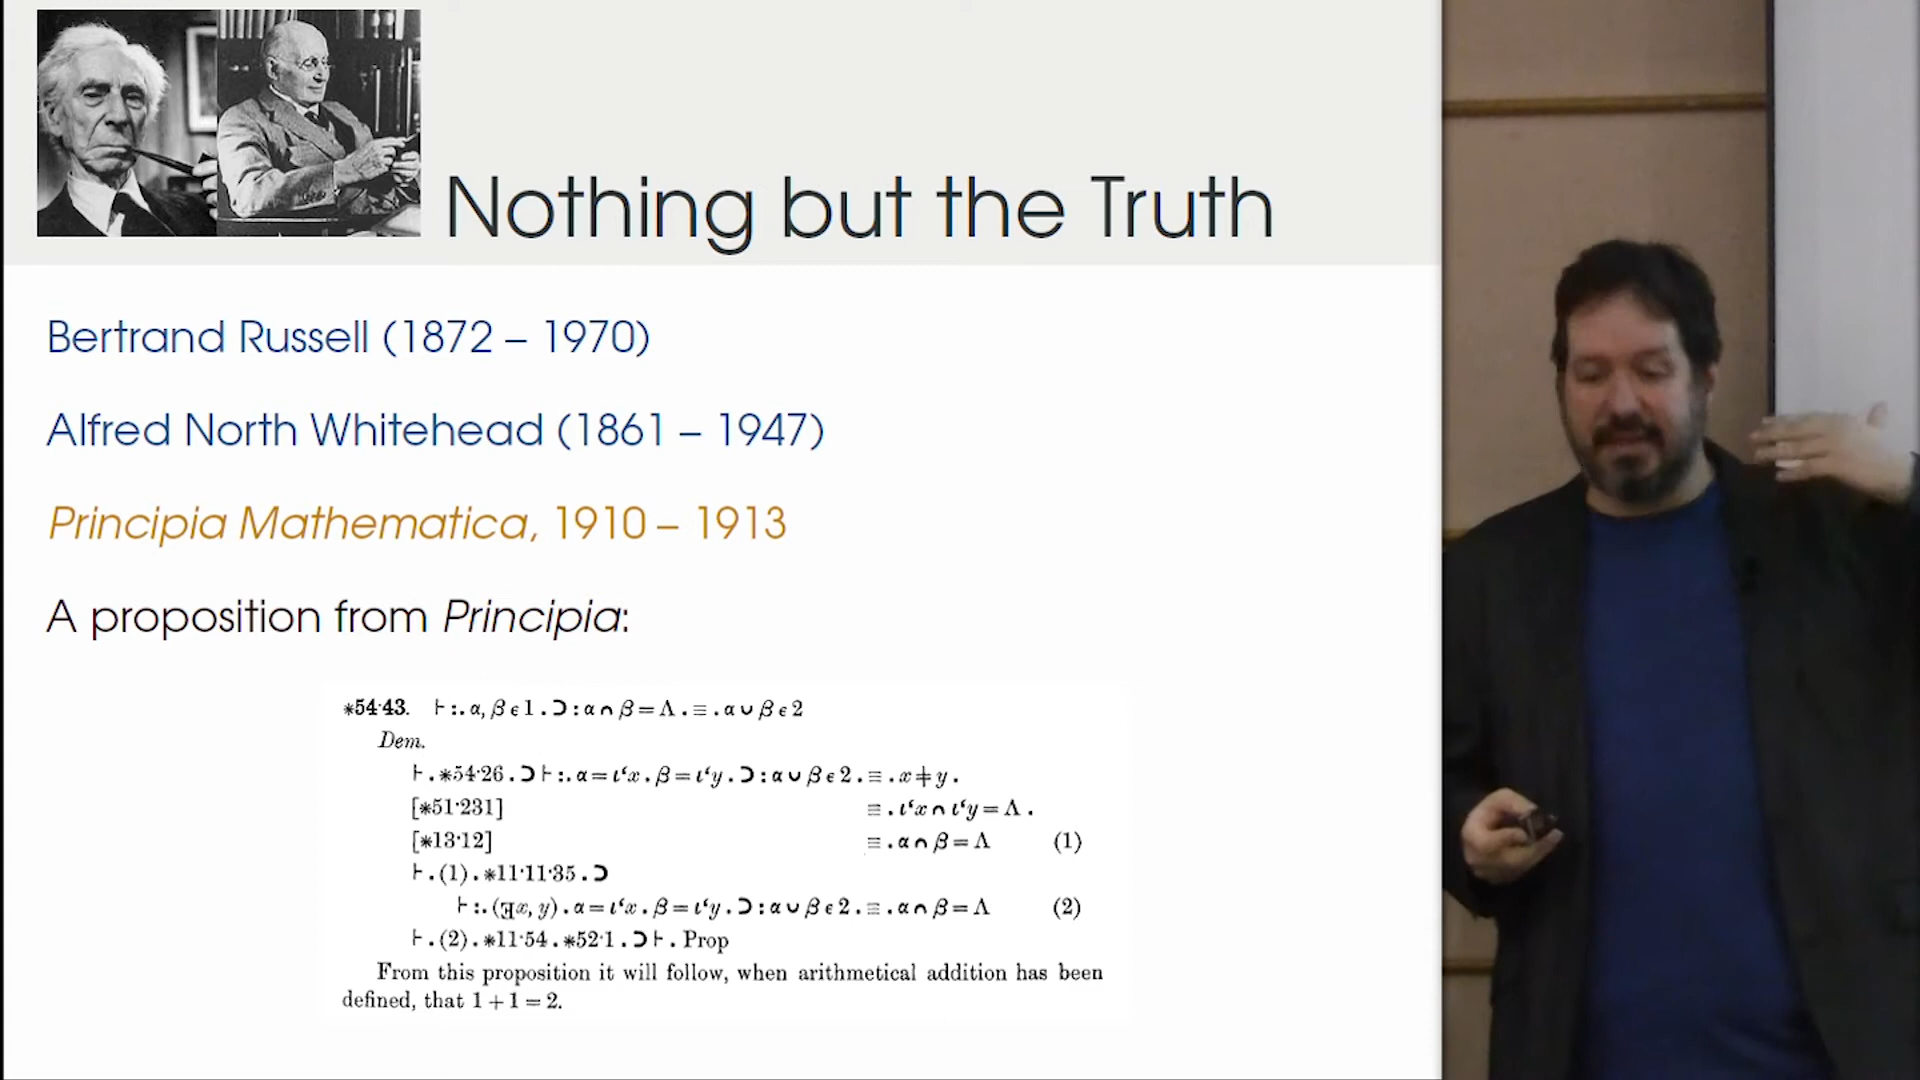 Nothing but the Truth
Bertrand Russell (1872 – 1970)
Alfred North Whitehead (1861 – 1947)
Principia Mathematica, 1910 – 1913
A proposition from Principia:
∗54·43. ⊢:. α, β ϵ 1 . ⊃ : α ∩ β = Λ . ≡ . α ∪ β ϵ 2
Dem.
⊢ . ∗54·26 . ⊃ ⊢ :. α = ι‘x . β = ι‘y . ⊃ : α ∪ β ϵ 2 . ≡ . x ≠ y .
[∗51·231] ≡ . ι‘x ∩ ι‘y = Λ .
[∗13·12] ≡ . α ∩ β = Λ (1)
⊢ . (1) . ∗11·11·35 . ⊃
⊢ :. (∃x, y) . α = ι‘x . β = ι‘y . ⊃ : α ∪ β ϵ 2 . ≡ . α ∩ β = Λ (2)
⊢ . (2) . ∗11·54 . ∗52·1 . ⊃ ⊢ . Prop
From this proposition it will follow, when arithmetical addition has been
defined, that 1 + 1 = 2.